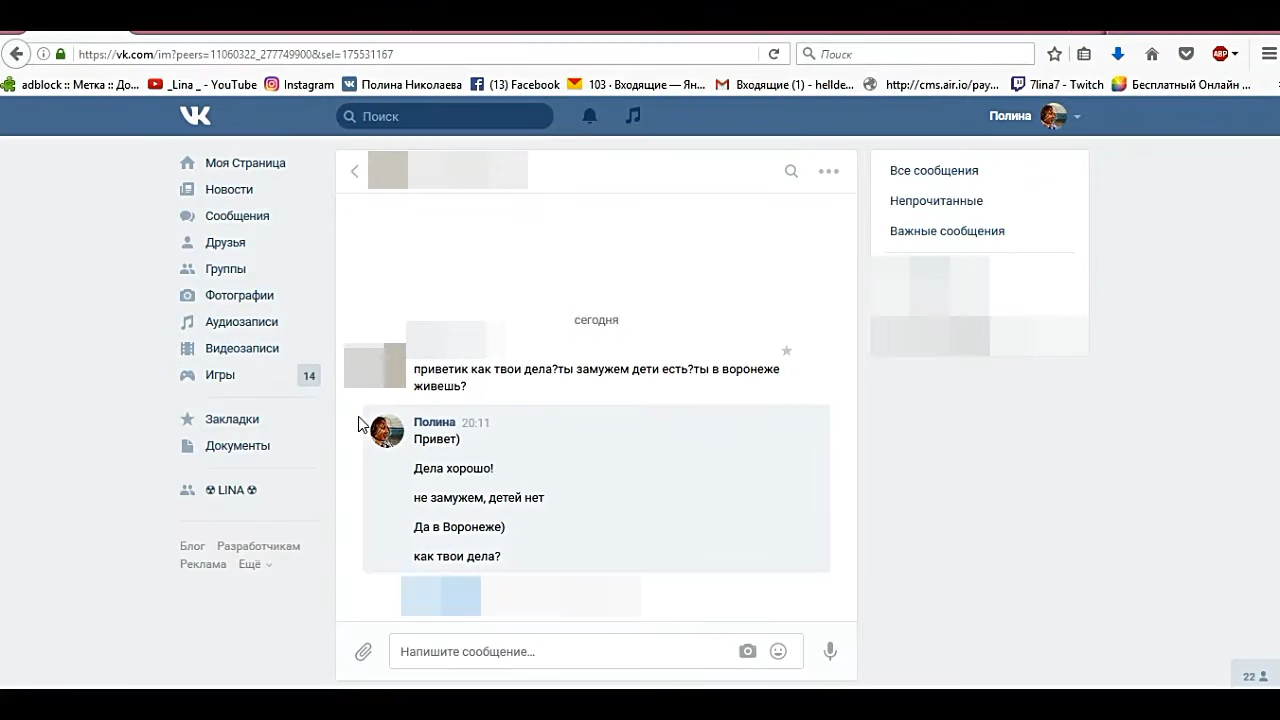 https://vk.com/im?peers=11060322_277749900&sel=175531167
Поиск
ABP
adblock :: Метка :: До...
_Lina_ - YouTube
Instagram
Полина Николаева
(13) Facebook
103 · Входящие — Ян...
Входящие (1) - hellde...
http://cms.air.io/pay...
7lina7 - Twitch
Бесплатный Онлайн ...
Поиск
Полина
Моя Страница
Новости
Сообщения
Друзья
Группы
Фотографии
Аудиозаписи
Видеозаписи
Игры 14
Закладки
Документы
☢ LINA ☢
Блог Разработчикам
Реклама Ещё
сегодня
приветик как твои дела?ты замужем дети есть?ты в воронеже
живешь?
Полина 20:11
Привет)
Дела хорошо!
не замужем, детей нет
Да в Воронеже)
как твои дела?
Напишите сообщение...
Все сообщения
Непрочитанные
Важные сообщения
22